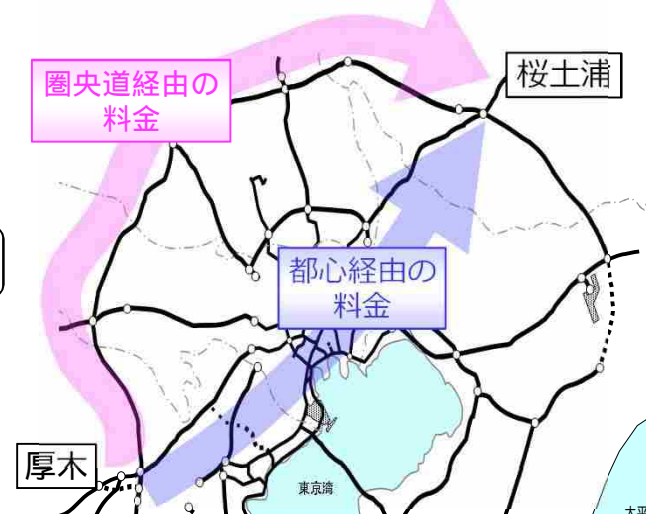 圏央道経由の
料金
桜土浦
都心経由の
料金
厚木
東京湾